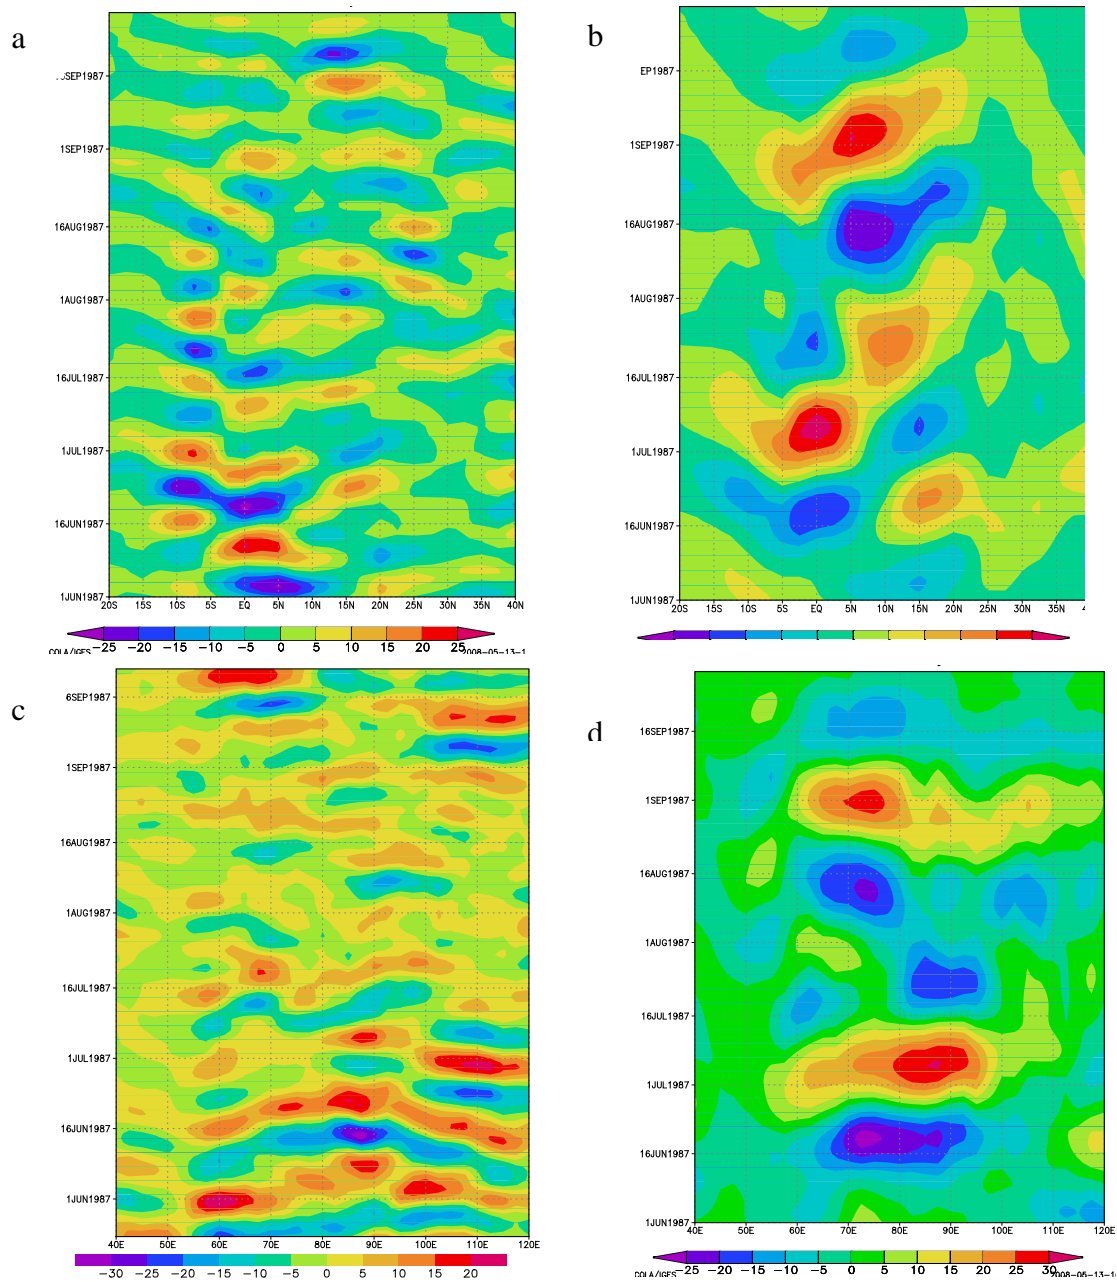 a
.,SEP1987
1SEP1987
16AUG1987
1AUG1987
16JUL1987
1JUL1987
16JUN1987
1JUN1987
20S 15S 10S 5S EQ 5N 10N 15N 20N 25N 30N 35N 40N
-25 -20 -15 -10 -5 0 5 10 15 20 25
COLA/IGES 2008-05-13-1
b
EP1987
1SEP1987
16AUG1987
1AUG1987
16JUL1987
1JUL1987
16JUN1987
1JUN1987
20S 15S 10S 5S EQ 5N 10N 15N 20N 25N 30N 35N 4
c
6SEP1987
1SEP1987
16AUG1987
1AUG1987
16JUL1987
1JUL1987
16JUN1987
1JUN1987
40E 50E 60E 70E 80E 90E 100E 110E 120E
-30 -25 -20 -15 -10 -5 0 5 10 15 20
d
16SEP1987
1SEP1987
16AUG1987
1AUG1987
16JUL1987
1JUL1987
16JUN1987
1JUN1987
40E 50E 60E 70E 80E 90E 100E 110E 120E
-25 -20 -15 -10 -5 0 5 10 15 20 25 30
COLA/IGES 2008-05-13-1